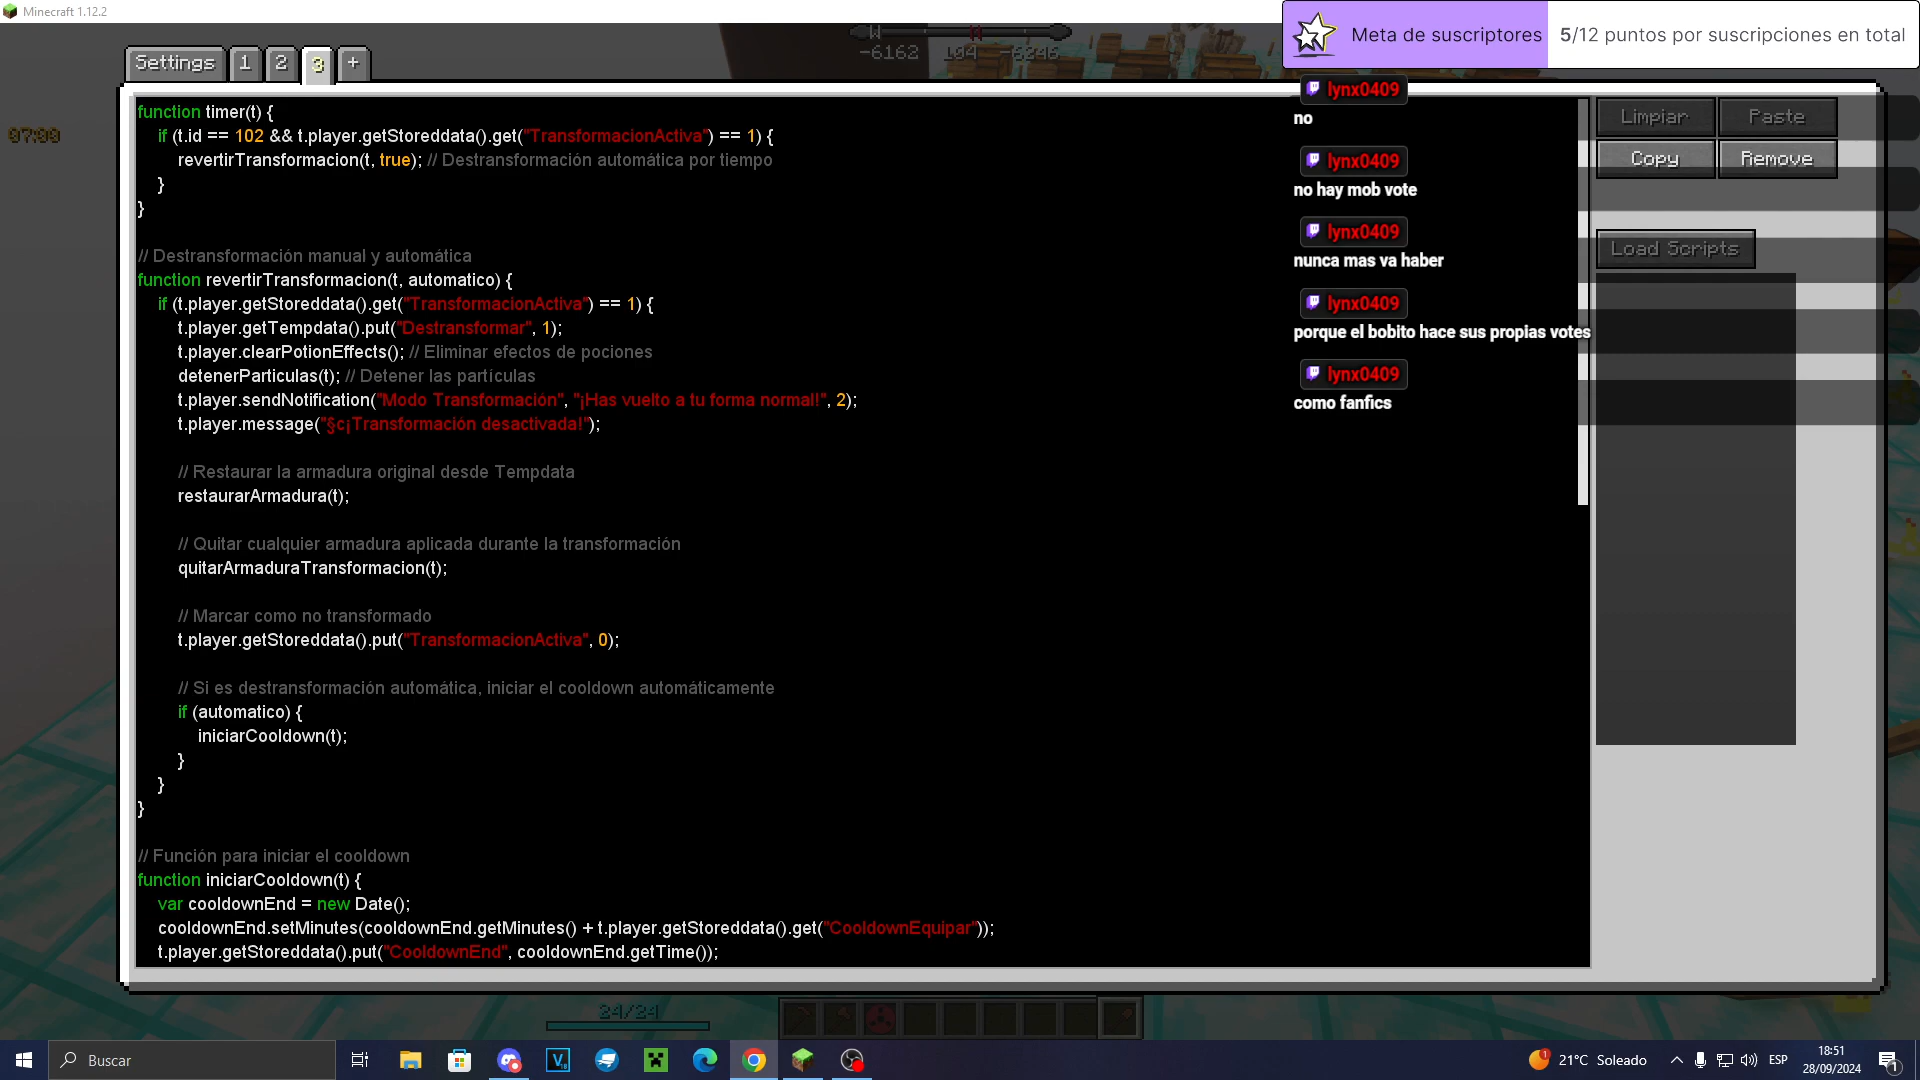 Minecraft 1.12.2
Meta de suscriptores
5/12 puntos por suscripciones en total
W
-6162 104 -6246
Settings 1 2 3 +
07:00
function timer(t) {
if (t.id == 102 && t.player.getStoreddata().get("TransformacionActiva") == 1) {
revertirTransformacion(t, true); // Destransformación automática por tiempo
}
}
// Destransformación manual y automática
function revertirTransformacion(t, automatico) {
if (t.player.getStoreddata().get("TransformacionActiva") == 1) {
t.player.getTempdata().put("Destransformar", 1);
t.player.clearPotionEffects(); // Eliminar efectos de pociones
detenerParticulas(t); // Detener las partículas
t.player.sendNotification("Modo Transformación", "¡Has vuelto a tu forma normal!", 2);
t.player.message("§c¡Transformación desactivada!");
// Restaurar la armadura original desde Tempdata
restaurarArmadura(t);
// Quitar cualquier armadura aplicada durante la transformación
quitarArmaduraTransformacion(t);
// Marcar como no transformado
t.player.getStoreddata().put("TransformacionActiva", 0);
// Si es destransformación automática, iniciar el cooldown automáticamente
if (automatico) {
iniciarCooldown(t);
}
}
}
// Función para iniciar el cooldown
function iniciarCooldown(t) {
var cooldownEnd = new Date();
cooldownEnd.setMinutes(cooldownEnd.getMinutes() + t.player.getStoreddata().get("CooldownEquipar"));
t.player.getStoreddata().put("CooldownEnd", cooldownEnd.getTime());
lynx0409
no
lynx0409
no hay mob vote
lynx0409
nunca mas va haber
lynx0409
porque el bobito hace sus propias votes
lynx0409
como fanfics
Limpiar Paste
Copy Remove
Load Scripts
24/24
Buscar
21°C Soleado
ESP
18:51
28/09/2024